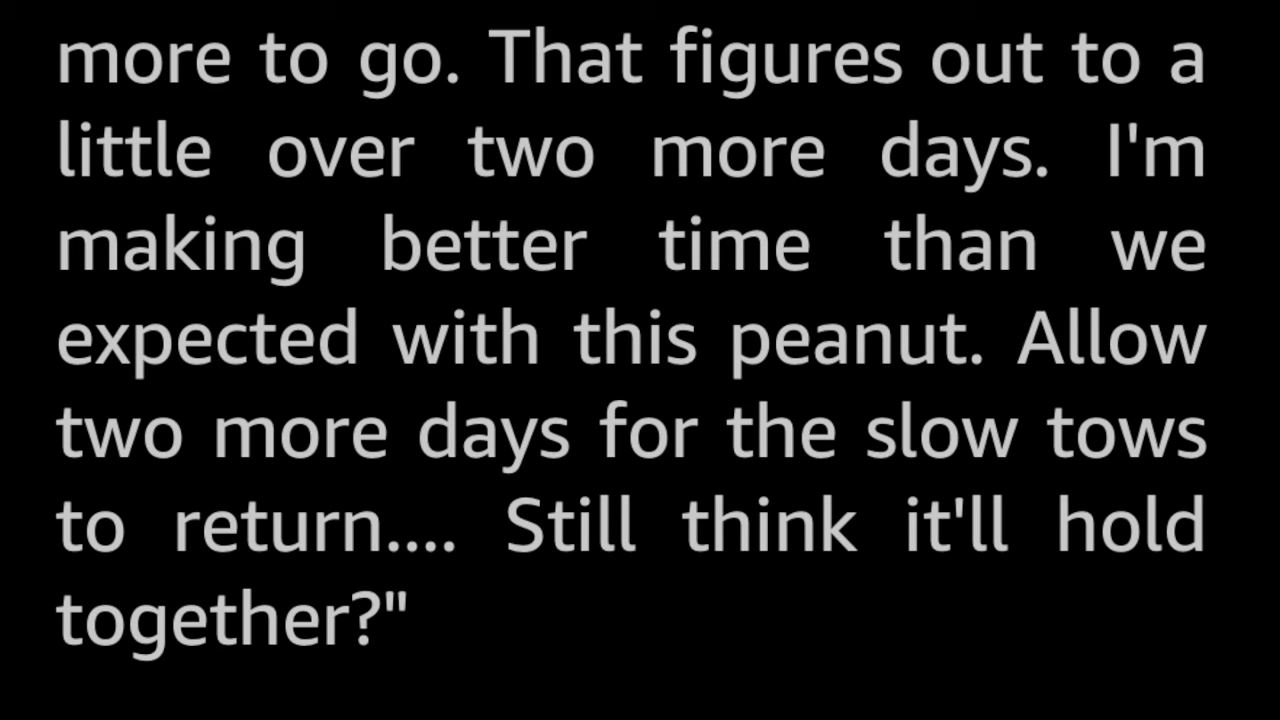 more to go. That figures out to a
little over two more days. I'm
making better time than we
expected with this peanut. Allow
two more days for the slow tows
to return.... Still think it'll hold
together?"